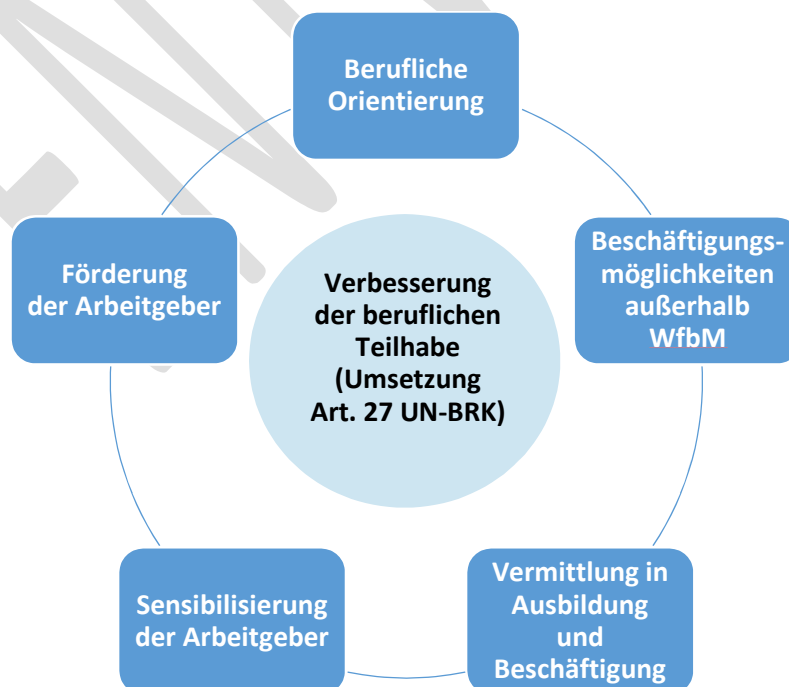 Berufliche
Orientierung
Beschäftigungs-
möglichkeiten
außerhalb
WfbM
Vermittlung in
Ausbildung
und
Beschäftigung
Sensibilisierung
der Arbeitgeber
Förderung
der Arbeitgeber
Verbesserung
der beruflichen
Teilhabe
(Umsetzung
Art. 27 UN-BRK)